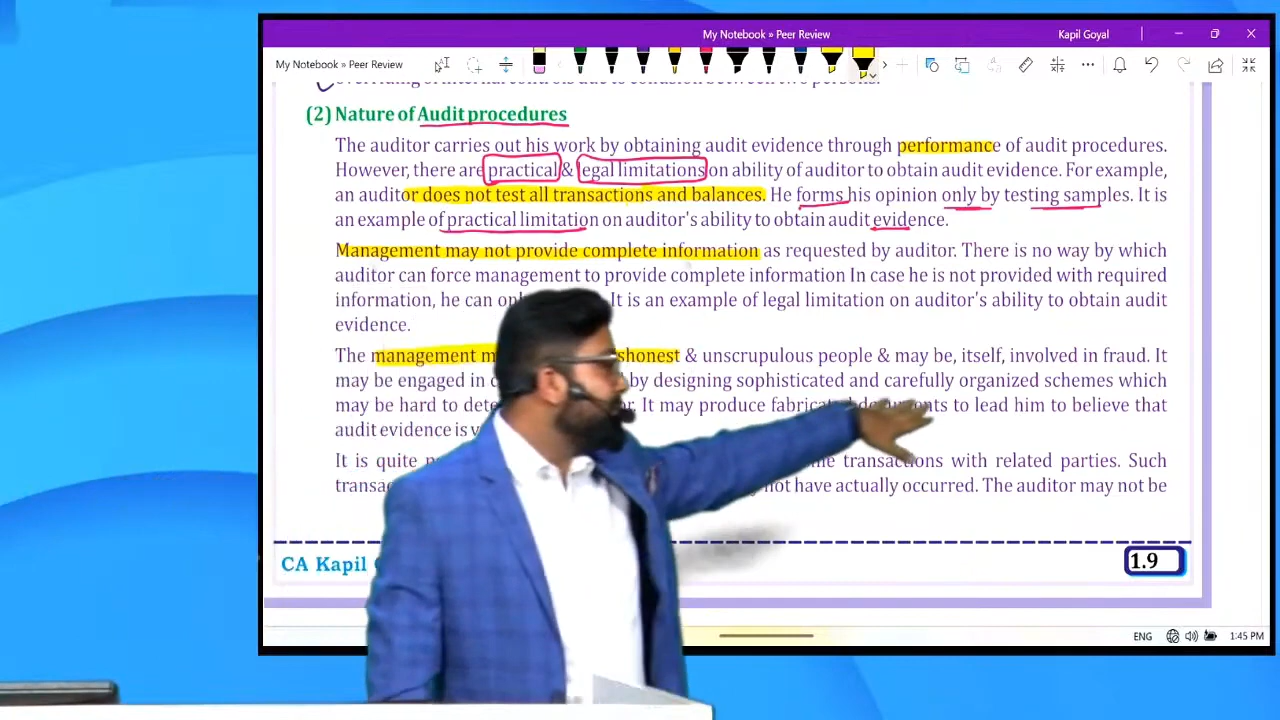 My Notebook » Peer Review
Kapil Goyal
My Notebook » Peer Review
(2) Nature of Audit procedures
The auditor carries out his work by obtaining audit evidence through performance of audit procedures.
However, there are practical & legal limitations on ability of auditor to obtain audit evidence. For example,
an auditor does not test all transactions and balances. He forms his opinion only by testing samples. It is
an example of practical limitation on auditor's ability to obtain audit evidence.
Management may not provide complete information as requested by auditor. There is no way by which
auditor can force management to provide complete information In case he is not provided with required
information, he can It is an example of legal limitation on auditor's ability to obtain audit
evidence.
The management & unscrupulous people & may be, itself, involved in fraud. It
may be engaged in by designing sophisticated and carefully organized schemes which
may be hard to It may produce fabricated documents to lead him to believe that
audit evidence is
It is quite transactions with related parties. Such
not have actually occurred. The auditor may not be
CA Kapil
1.9
ENG
1:45 PM